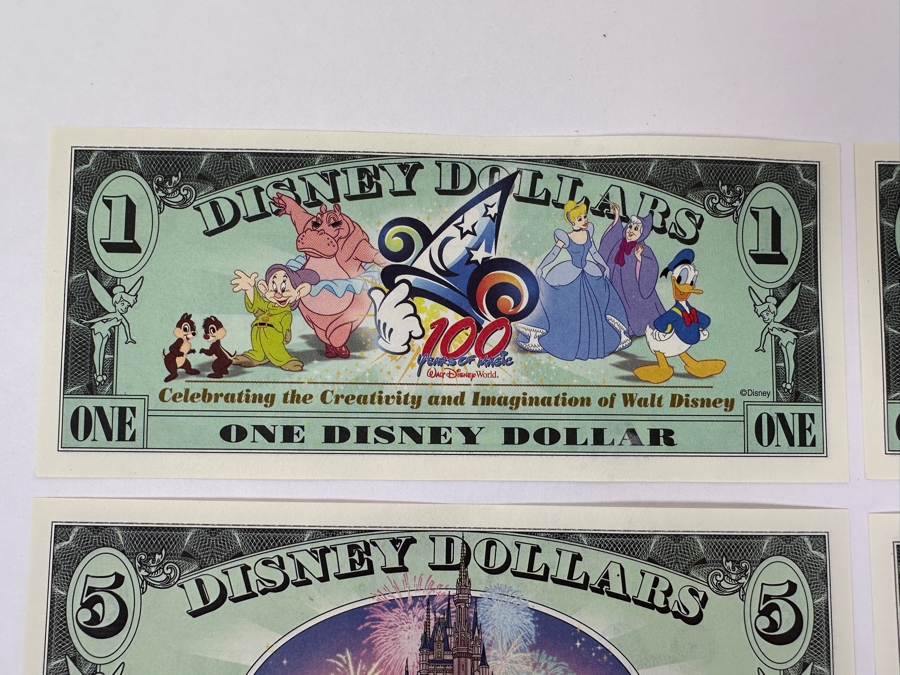 DISNEY DOLLARS
1
1
100
YEARS OF MAGIC
Walt Disney World.
Celebrating the Creativity and Imagination of Walt Disney
©Disney
ONE
ONE DISNEY DOLLAR
ONE
DISNEY DOLLARS
5
5